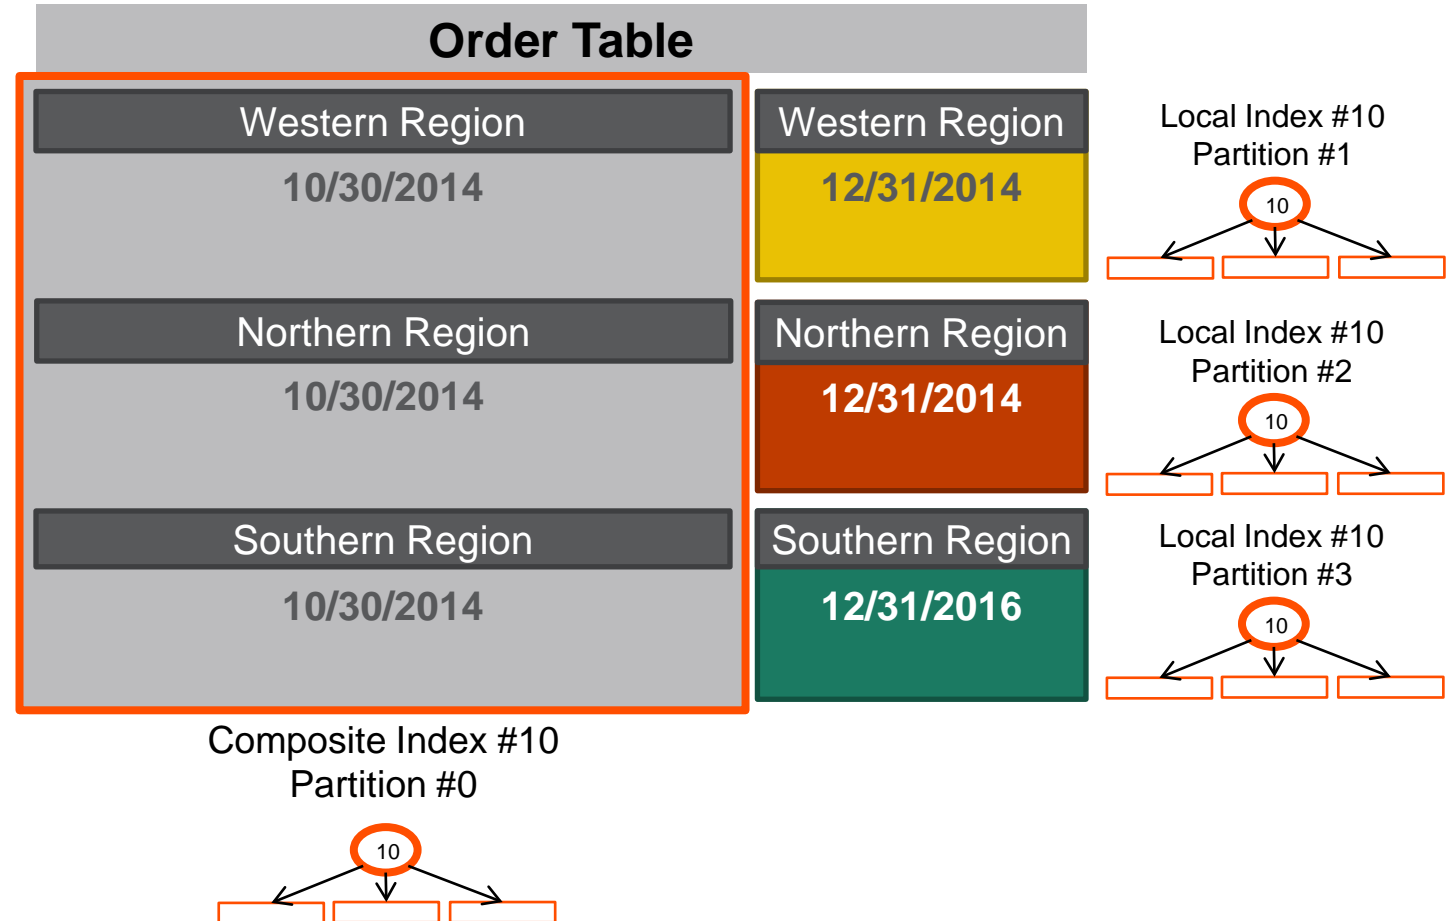 Order Table
Western Region
10/30/2014
Northern Region
10/30/2014
Southern Region
10/30/2014
Western Region
12/31/2014
Northern Region
12/31/2014
Southern Region
12/31/2016
Local Index #10
Partition #1
10
Local Index #10
Partition #2
10
Local Index #10
Partition #3
10
Composite Index #10
Partition #0
10